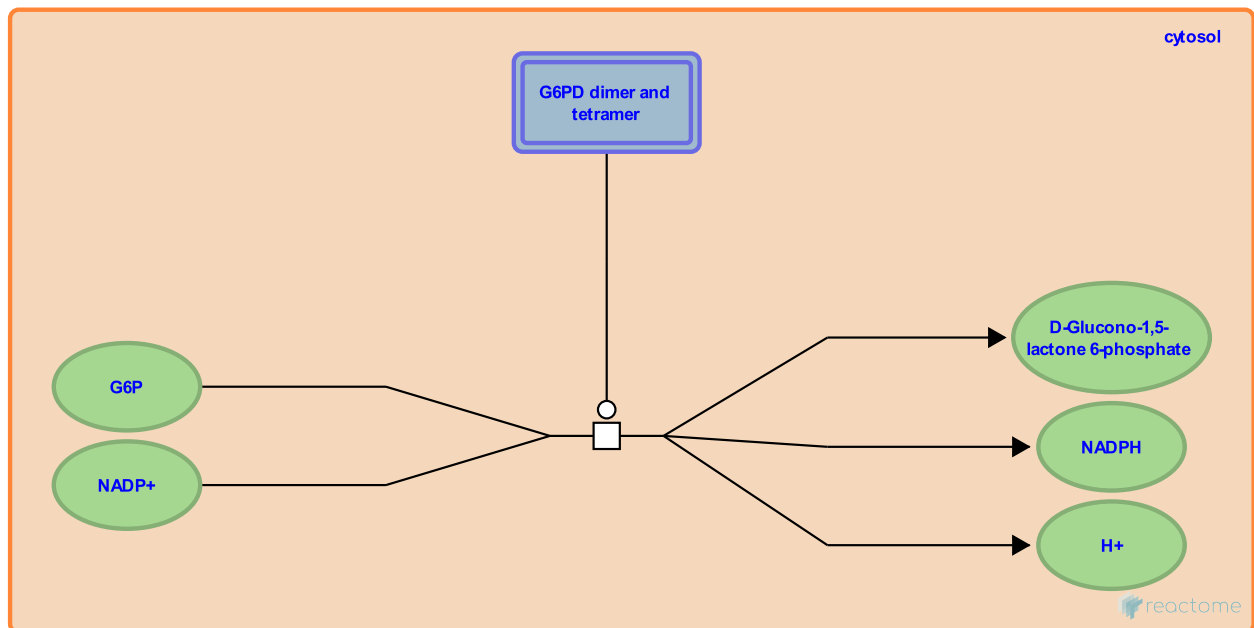 cytosol
G6PD dimer and
tetramer
G6P
NADP+
D-Glucono-1,5-
lactone 6-phosphate
NADPH
H+
reactome